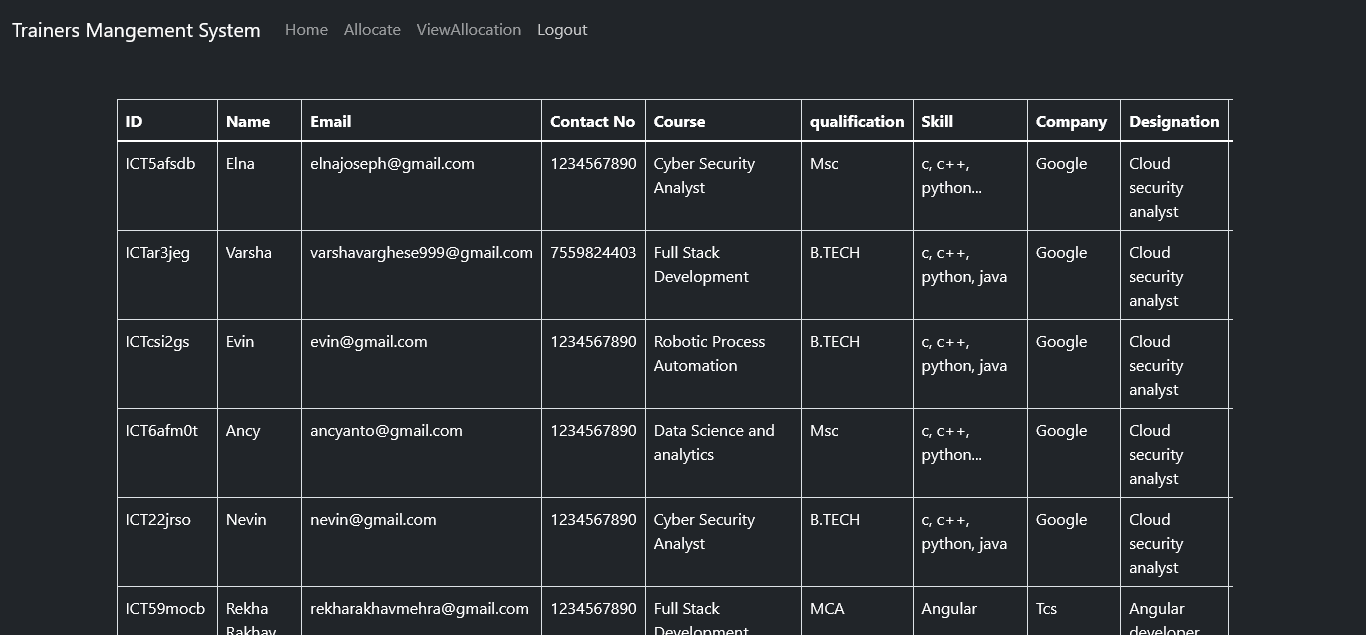 Trainers Mangement System Home Allocate ViewAllocation Logout
ID Name Email Contact No Course qualification Skill Company Designation
ICT5afsdb Elna elnajoseph@gmail.com 1234567890 Cyber Security Msc c, c++, Google Cloud
Analyst python... security
analyst
ICTar3jeg Varsha varshavarghese999@gmail.com 7559824403 Full Stack B.TECH c, c++, Google Cloud
Development python, java security
analyst
ICTcsi2gs Evin evin@gmail.com 1234567890 Robotic Process B.TECH c, c++, Google Cloud
Automation python, java security
analyst
ICT6afm0t Ancy ancyanto@gmail.com 1234567890 Data Science and Msc c, c++, Google Cloud
analytics python... security
analyst
ICT22jrso Nevin nevin@gmail.com 1234567890 Cyber Security B.TECH c, c++, Google Cloud
Analyst python, java security
analyst
ICT59mocb Rekha rekharakhavmehra@gmail.com 1234567890 Full Stack MCA Angular Tcs Angular
Rakhav Development developer